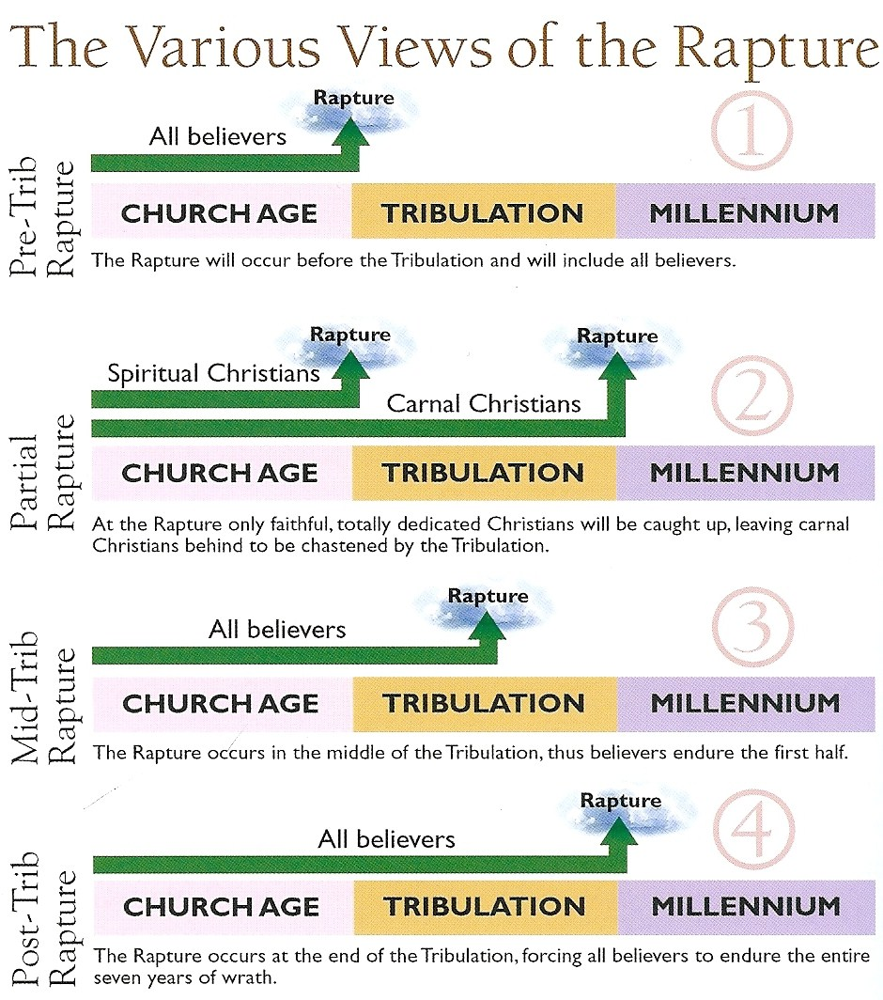 The Various Views of the Rapture
Rapture
All believers
1
Pre-Trib
Rapture
CHURCH AGE
TRIBULATION
MILLENNIUM
The Rapture will occur before the Tribulation and will include all believers.
Rapture
Rapture
Spiritual Christians
Carnal Christians
2
Partial
Rapture
CHURCH AGE
TRIBULATION
MILLENNIUM
At the Rapture only faithful, totally dedicated Christians will be caught up, leaving carnal
Christians behind to be chastened by the Tribulation.
Rapture
All believers
3
Mid-Trib
Rapture
CHURCH AGE
TRIBULATION
MILLENNIUM
The Rapture occurs in the middle of the Tribulation, thus believers endure the first half.
Rapture
All believers
4
Post-Trib
Rapture
CHURCH AGE
TRIBULATION
MILLENNIUM
The Rapture occurs at the end of the Tribulation, forcing all believers to endure the entire
seven years of wrath.